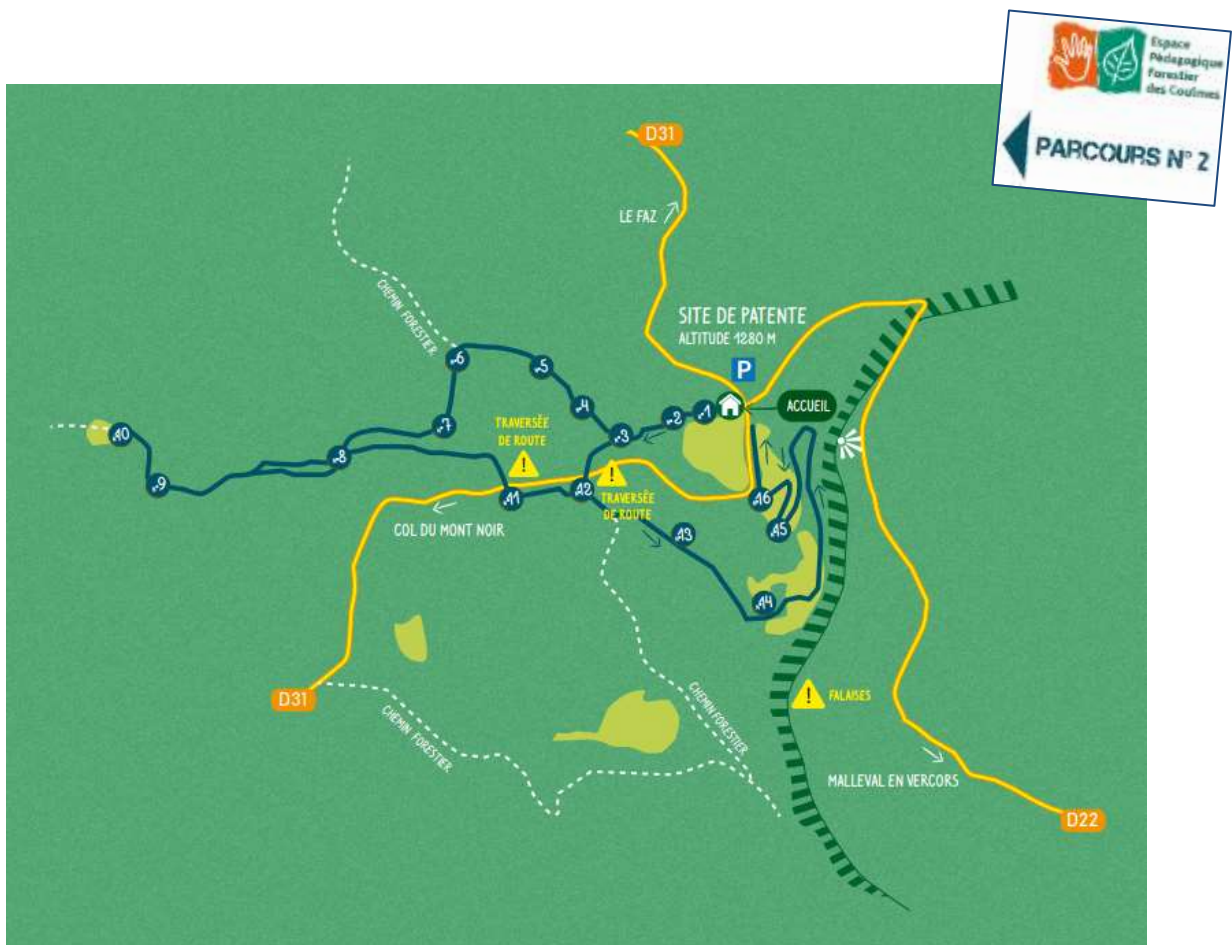 Espace
Pédagogique
Forestier
des Coulmes
PARCOURS N° 2
D31
LE FAZ
CHEMIN FORESTIER
SITE DE PATENTE
ALTITUDE 1280 M
P
ACCUEIL
.1
.2
.3
.4
.5
.6
.7
.8
.9
.10
TRAVERSÉE
DE ROUTE
!
.11
.12
!
TRAVERSÉE
DE ROUTE
.13
.14
.15
.16
COL DU MONT NOIR
D31
CHEMIN FORESTIER
CHEMIN FORESTIER
!
FALAISES
MALLEVAL EN VERCORS
D22